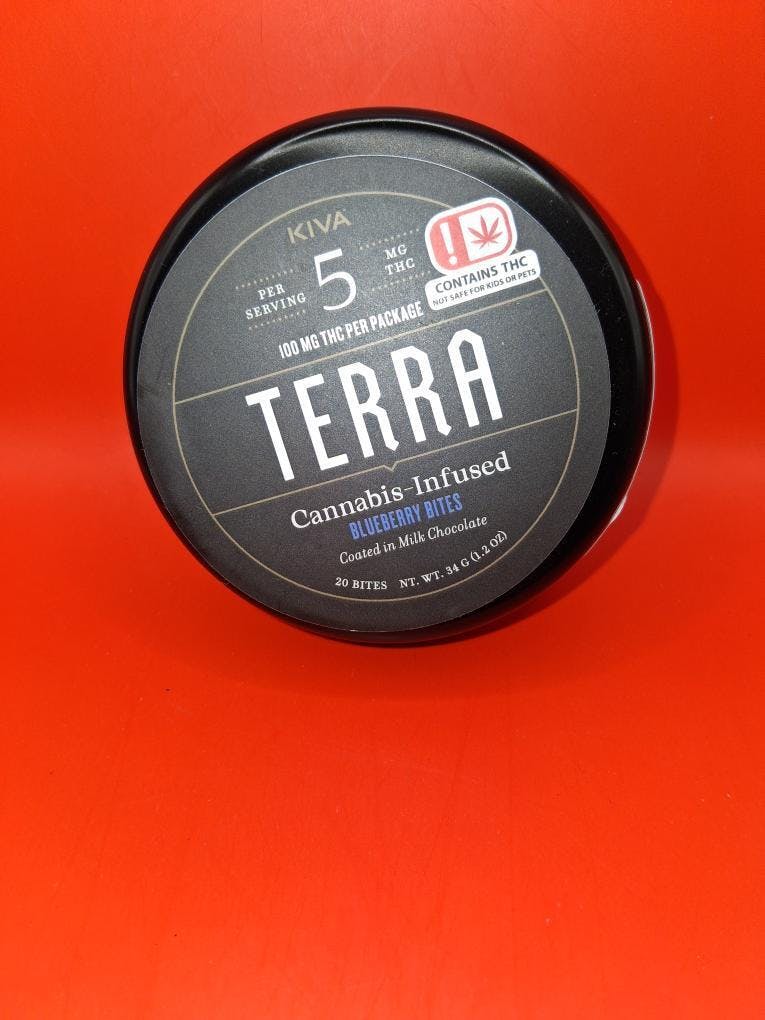 KIVA
PER SERVING 5 MG THC
!
CONTAINS THC
NOT SAFE FOR KIDS OR PETS
100 MG THC PER PACKAGE
TERRA
Cannabis-Infused
BLUEBERRY BITES
Coated in Milk Chocolate
20 BITES NT. WT. 34 G (1.2 OZ)